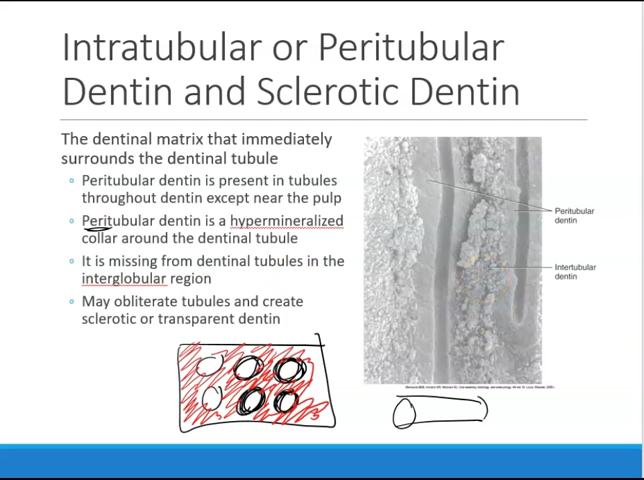 Intratubular or Peritubular
Dentin and Sclerotic Dentin
The dentinal matrix that immediately
surrounds the dentinal tubule
Peritubular dentin is present in tubules
throughout dentin except near the pulp
Peritubular dentin is a hypermineralized
collar around the dentinal tubule
It is missing from dentinal tubules in the
interglobular region
May obliterate tubules and create
sclerotic or transparent dentin
Peritubular
dentin
Intertubular
dentin